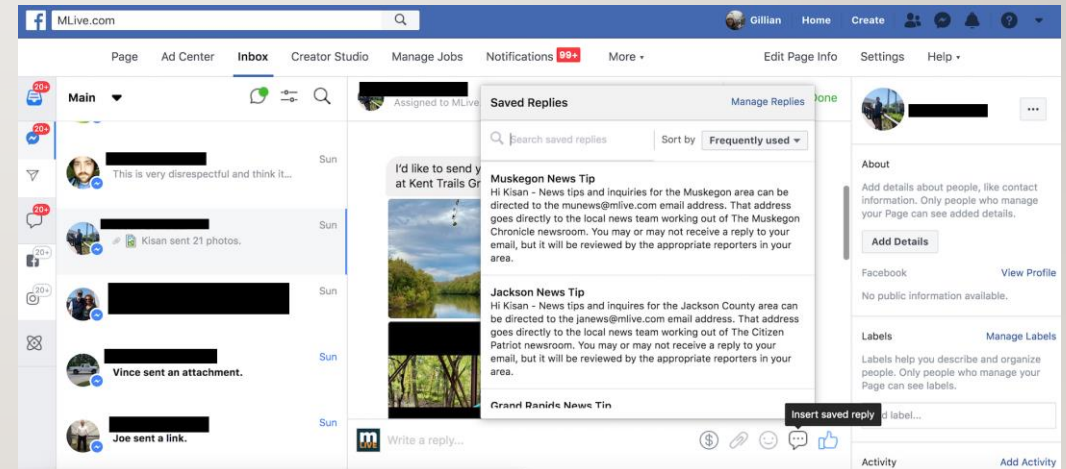 MLive.com
Gillian Home Create
Page Ad Center Inbox Creator Studio Manage Jobs Notifications 99+ More Edit Page Info Settings Help
20+
20+
20+
20+
20+
Main
Sun
This is very disrespectful and think it...
Sun
Kisan sent 21 photos.
Sun
Sun
Vince sent an attachment.
Sun
Joe sent a link.
Assigned to MLive
Done
I'd like to send y
at Kent Trails Gr
Saved Replies Manage Replies
Search saved replies Sort by Frequently used
Muskegon News Tip
Hi Kisan - News tips and inquiries for the Muskegon area can be
directed to the munews@mlive.com email address. That address
goes directly to the local news team working out of The Muskegon
Chronicle newsroom. You may or may not receive a reply to your
email, but it will be reviewed by the appropriate reporters in your
area.
Jackson News Tip
Hi Kisan - News tips and inquires for the Jackson County area can
be directed to the janews@mlive.com email address. That address
goes directly to the local news team working out of The Citizen
Patriot newsroom. You may or may not receive a reply to your
email, but it will be reviewed by the appropriate reporters in your
area.
Grand Rapids News Tip
Insert saved reply
m LIVE
Write a reply...
About
Add details about people, like contact
information. Only people who manage
your Page can see added details.
Add Details
Facebook View Profile
No public information available.
Labels Manage Labels
Labels help you describe and organize
people. Only people who manage your
Page can see labels.
label...
Activity Add Activity